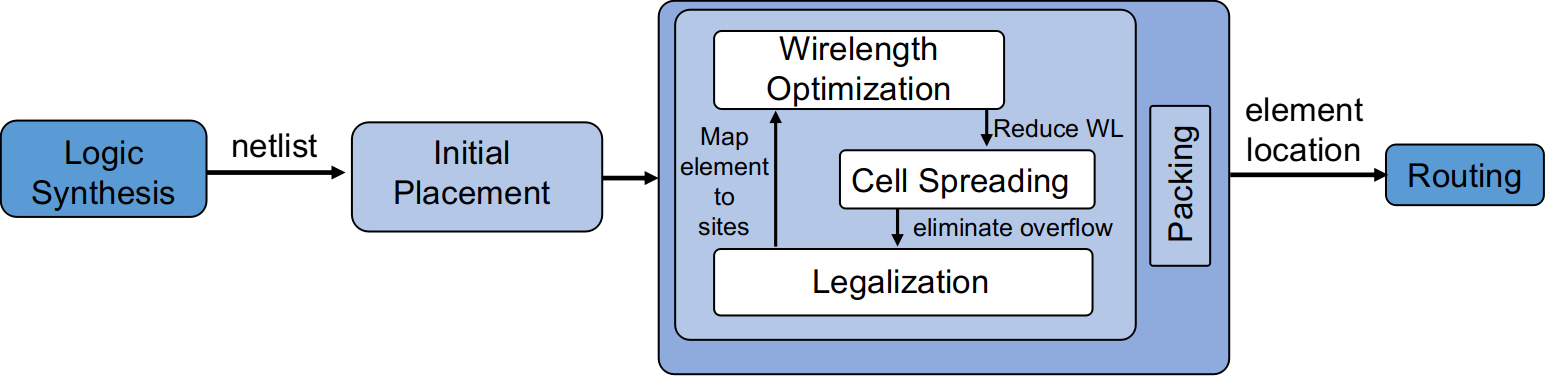 Logic
Synthesis
netlist
Initial
Placement
Wirelength
Optimization
Reduce WL
Map
element
to
sites
Cell Spreading
eliminate overflow
Legalization
Packing
element
location
Routing